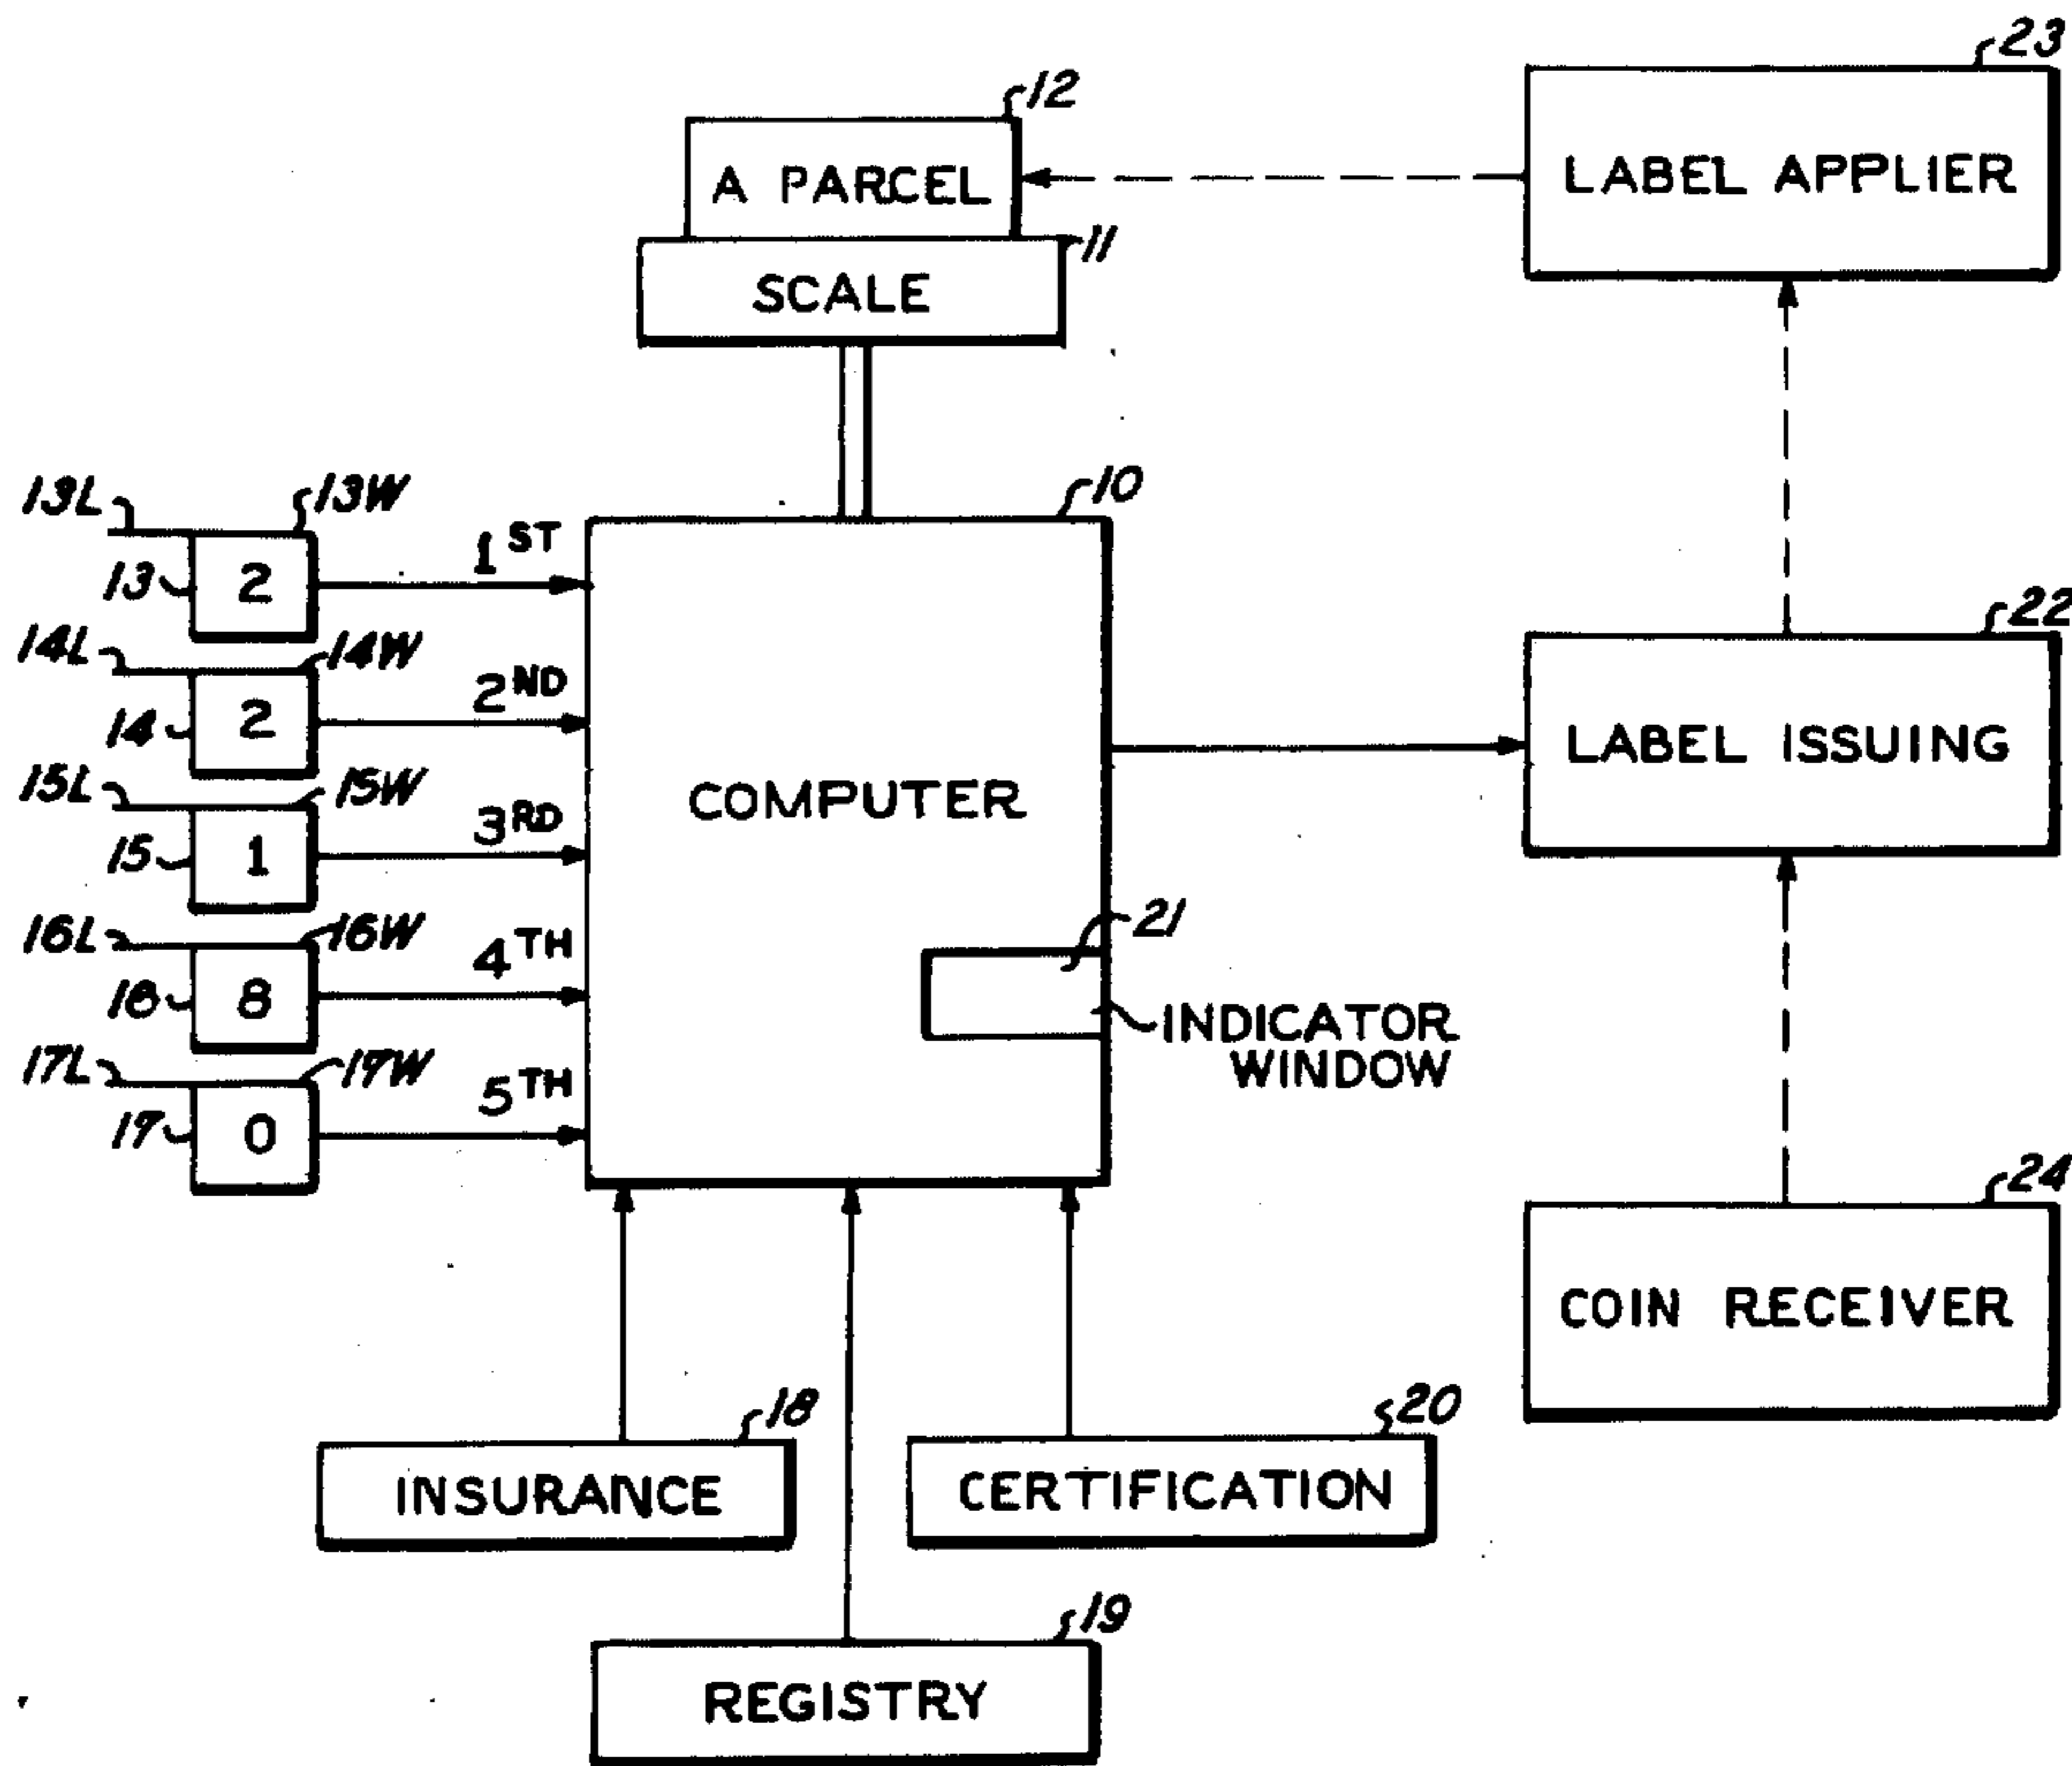 23
12
LABEL APPLIER
A PARCEL
11
SCALE
10
13L
13W
1ST
13
2
14L
14W
2ND
14
2
15L
15W
3RD
15
1
16L
16W
4TH
16
8
17L
17W
5TH
17
0
COMPUTER
21
INDICATOR
WINDOW
22
LABEL ISSUING
24
COIN RECEIVER
18
INSURANCE
20
CERTIFICATION
19
REGISTRY